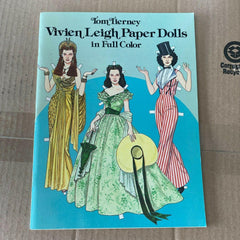 Tom Tierney
Vivien Leigh Paper Dolls
in Full Color